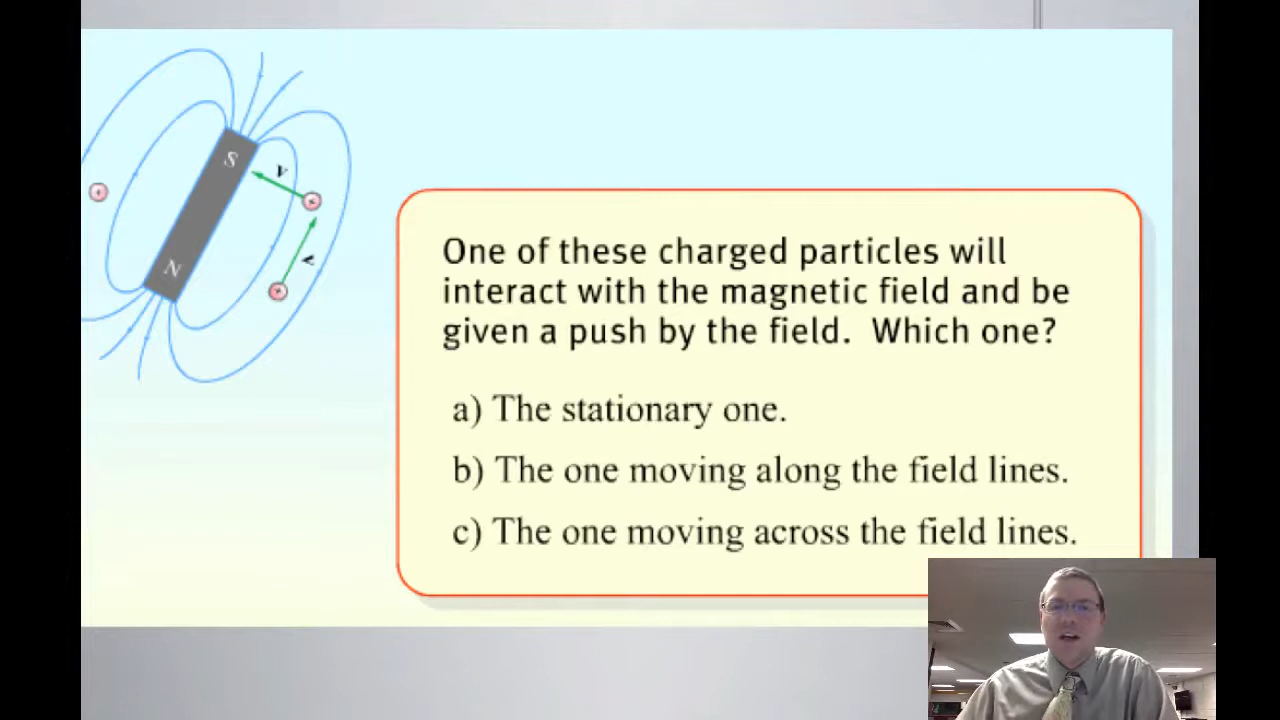 S
v
N
v
One of these charged particles will
interact with the magnetic field and be
given a push by the field. Which one?
a) The stationary one.
b) The one moving along the field lines.
c) The one moving across the field lines.